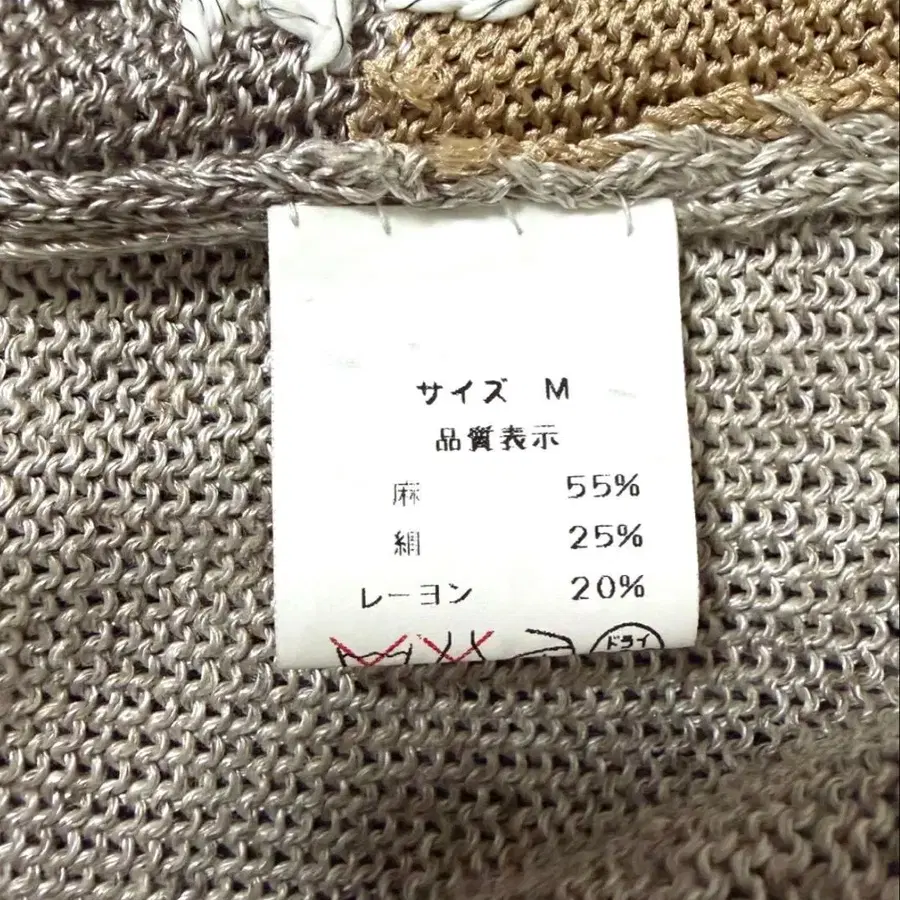 サイズ M
品質表示
麻 55%
絹 25%
レーヨン 20%
ドライ